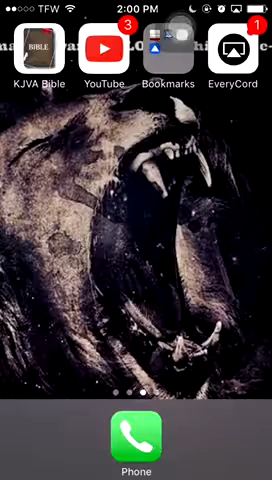 TFW 2:00 PM
3 1
BIBLE
KJVA Bible YouTube Bookmarks EveryCord
Phone